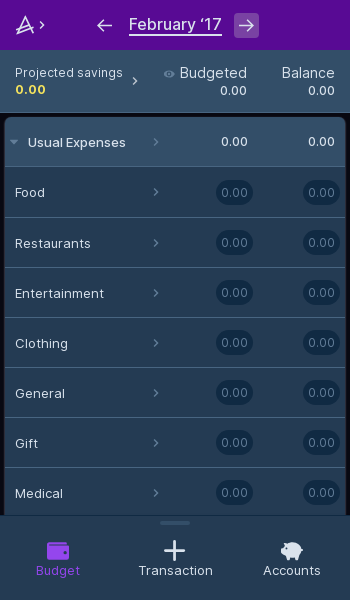 February ‘17
Projected savings Budgeted Balance
0.00 0.00 0.00
Usual Expenses 0.00 0.00
Food 0.00 0.00
Restaurants 0.00 0.00
Entertainment 0.00 0.00
Clothing 0.00 0.00
General 0.00 0.00
Gift 0.00 0.00
Medical 0.00 0.00
Budget Transaction Accounts